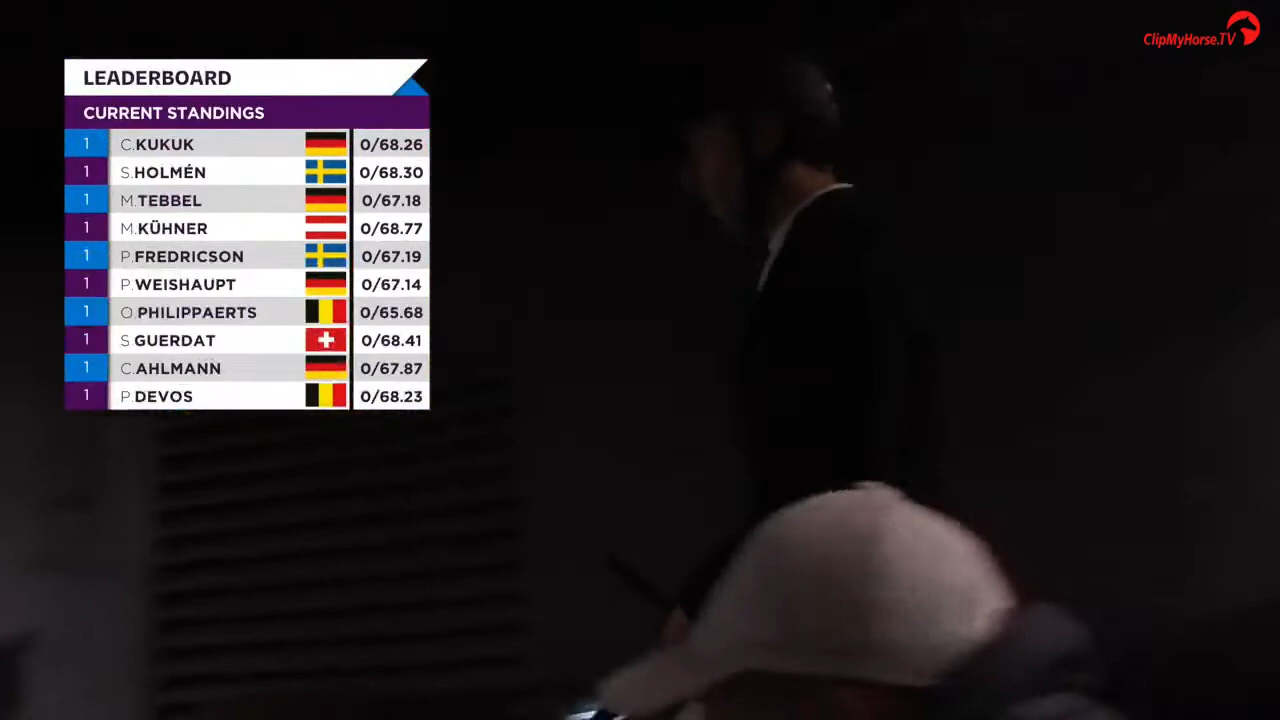 ClipMyHorse.TV
LEADERBOARD
CURRENT STANDINGS
1 C.KUKUK 0/68.26
1 S.HOLMÉN 0/68.30
1 M.TEBBEL 0/67.18
1 M.KÜHNER 0/68.77
1 P.FREDRICSON 0/67.19
1 P.WEISHAUPT 0/67.14
1 O.PHILIPPAERTS 0/65.68
1 S GUERDAT 0/68.41
1 C.AHLMANN 0/67.87
1 P.DEVOS 0/68.23